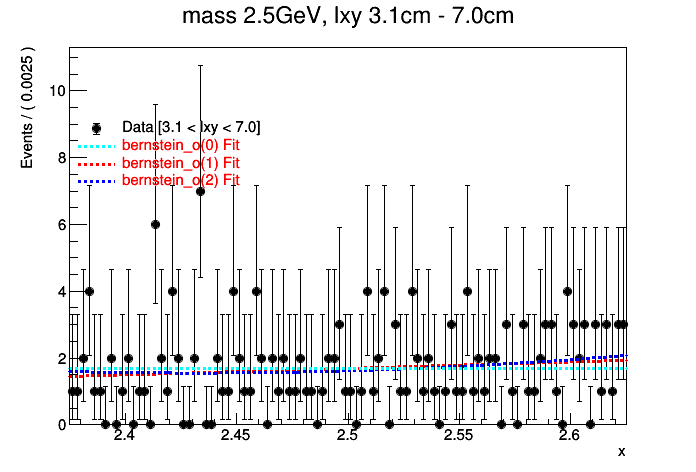 mass 2.5GeV, lxy 3.1cm - 7.0cm
Events / ( 0.0025 )
10
8
6
4
2
0
Data [3.1 < lxy < 7.0]
bernstein_o(0) Fit
bernstein_o(1) Fit
bernstein_o(2) Fit
2.4 2.45 2.5 2.55 2.6
x